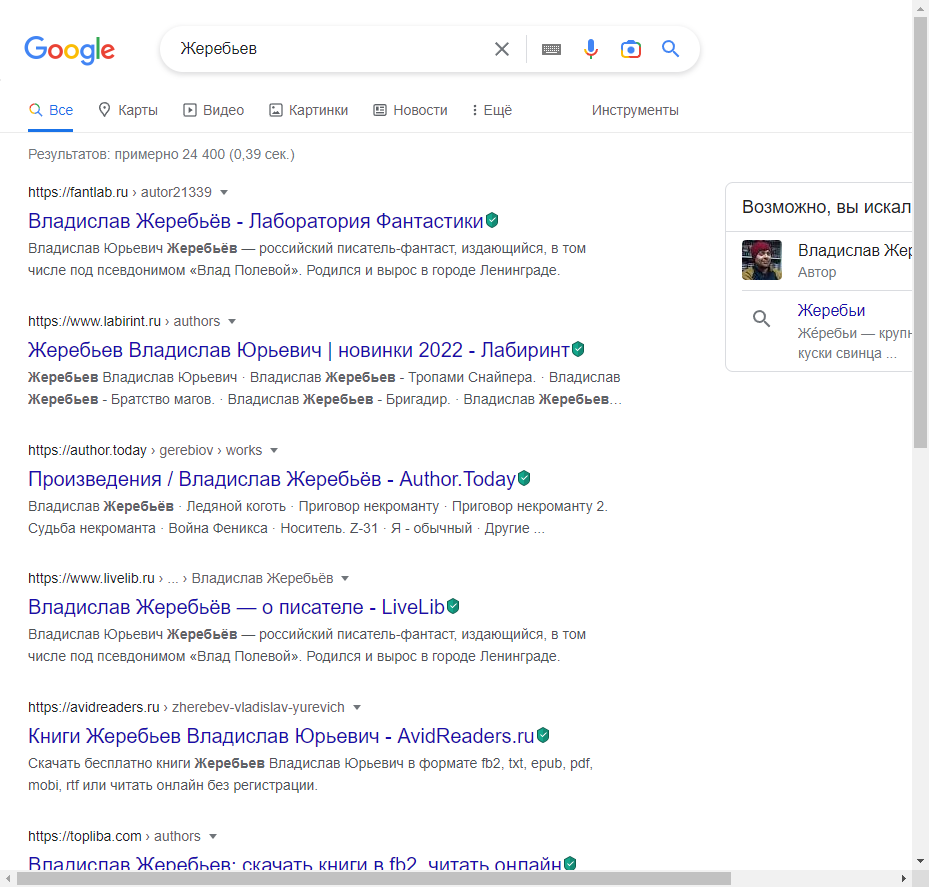 Google
Жеребьев
Все
Карты
Видео
Картинки
Новости
Ещё
Инструменты
Результатов: примерно 24 400 (0,39 сек.)
https://fantlab.ru › autor21339
Владислав Жеребьёв - Лаборатория Фантастики
Владислав Юрьевич Жеребьёв — российский писатель-фантаст, издающийся, в том
числе под псевдонимом «Влад Полевой». Родился и вырос в городе Ленинграде.
https://www.labirint.ru › authors
Жеребьев Владислав Юрьевич | новинки 2022 - Лабиринт
Жеребьев Владислав Юрьевич · Владислав Жеребьев - Тропами Снайпера. · Владислав
Жеребьев - Братство магов. · Владислав Жеребьев - Бригадир. · Владислав Жеребьев...
https://author.today › gerebiov › works
Произведения / Владислав Жеребьёв - Author.Today
Владислав Жеребьёв · Ледяной коготь · Приговор некроманту · Приговор некроманту 2.
Судьба некроманта · Война Феникса · Носитель. Z-31 · Я - обычный · Другие ...
https://www.livelib.ru › ... › Владислав Жеребьёв
Владислав Жеребьёв — о писателе - LiveLib
Владислав Юрьевич Жеребьёв — российский писатель-фантаст, издающийся, в том
числе под псевдонимом «Влад Полевой». Родился и вырос в городе Ленинграде.
https://avidreaders.ru › zherebev-vladislav-yurevich
Книги Жеребьев Владислав Юрьевич - AvidReaders.ru
Скачать бесплатно книги Жеребьев Владислав Юрьевич в формате fb2, txt, epub, pdf,
mobi, rtf или читать онлайн без регистрации.
https://topliba.com › authors
Владислав Жеребьев: скачать книги в fb2, читать онлайн
Возможно, вы искал
Владислав Жер
Автор
Жеребьи
Же́ребьи — крупн
куски свинца ...